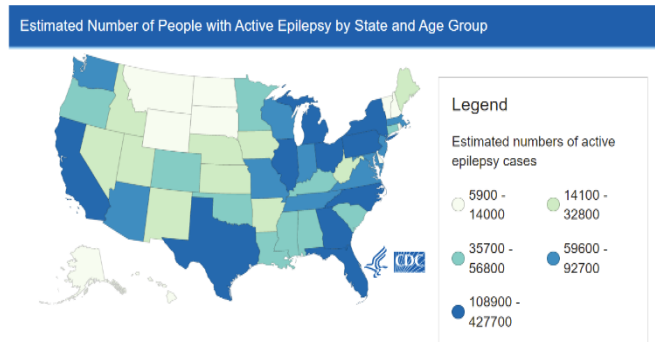 Estimated Number of People with Active Epilepsy by State and Age Group
Legend
Estimated numbers of active
epilepsy cases
5900 -
14000
14100 -
32800
35700 -
56800
59600 -
92700
108900 -
427700
CDC